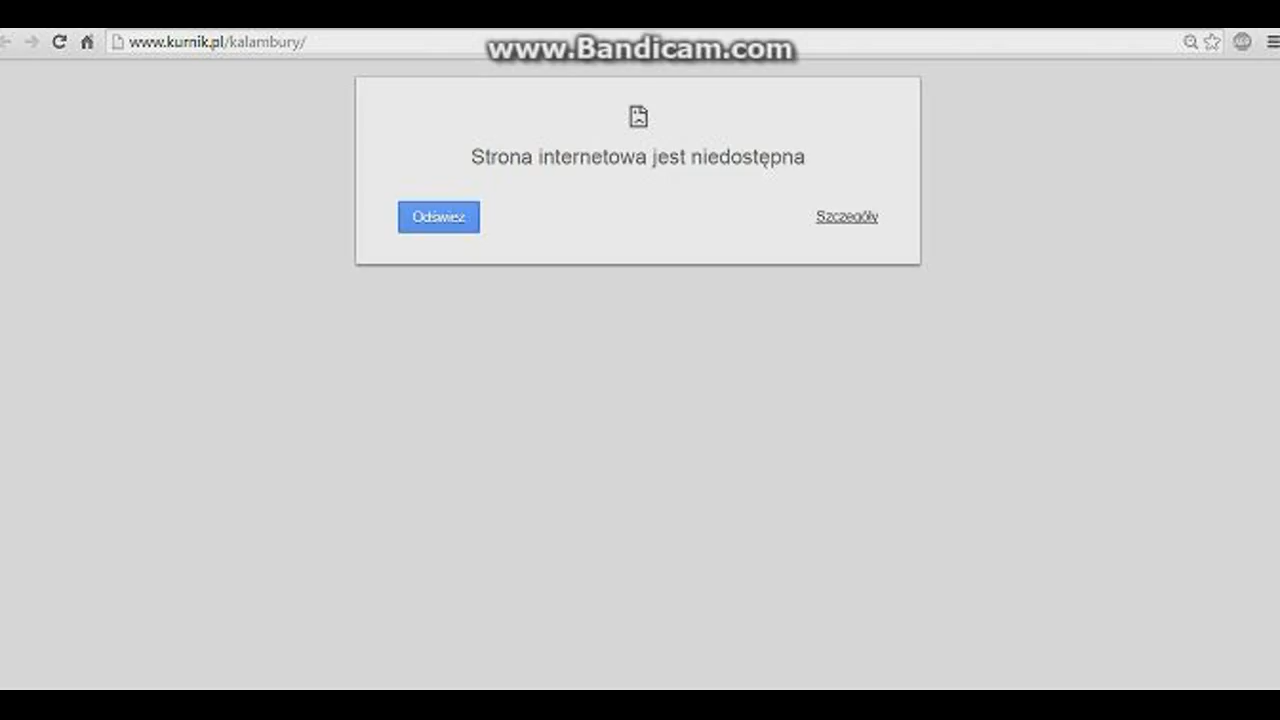 www.kurnik.pl/kalambury/
www.Bandicam.com
Strona internetowa jest niedostępna
Odśwież
Szczegóły